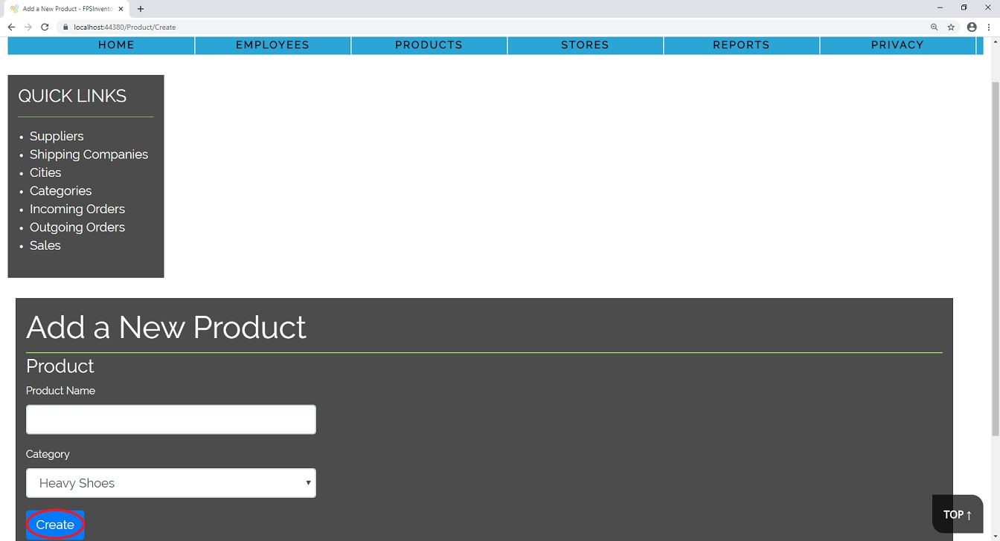 Add a New Product - FPSInvento
localhost:44380/Product/Create
HOME EMPLOYEES PRODUCTS STORES REPORTS PRIVACY
QUICK LINKS
• Suppliers
• Shipping Companies
• Cities
• Categories
• Incoming Orders
• Outgoing Orders
• Sales
Add a New Product
Product
Product Name
Category
Heavy Shoes
Create
TOP ↑